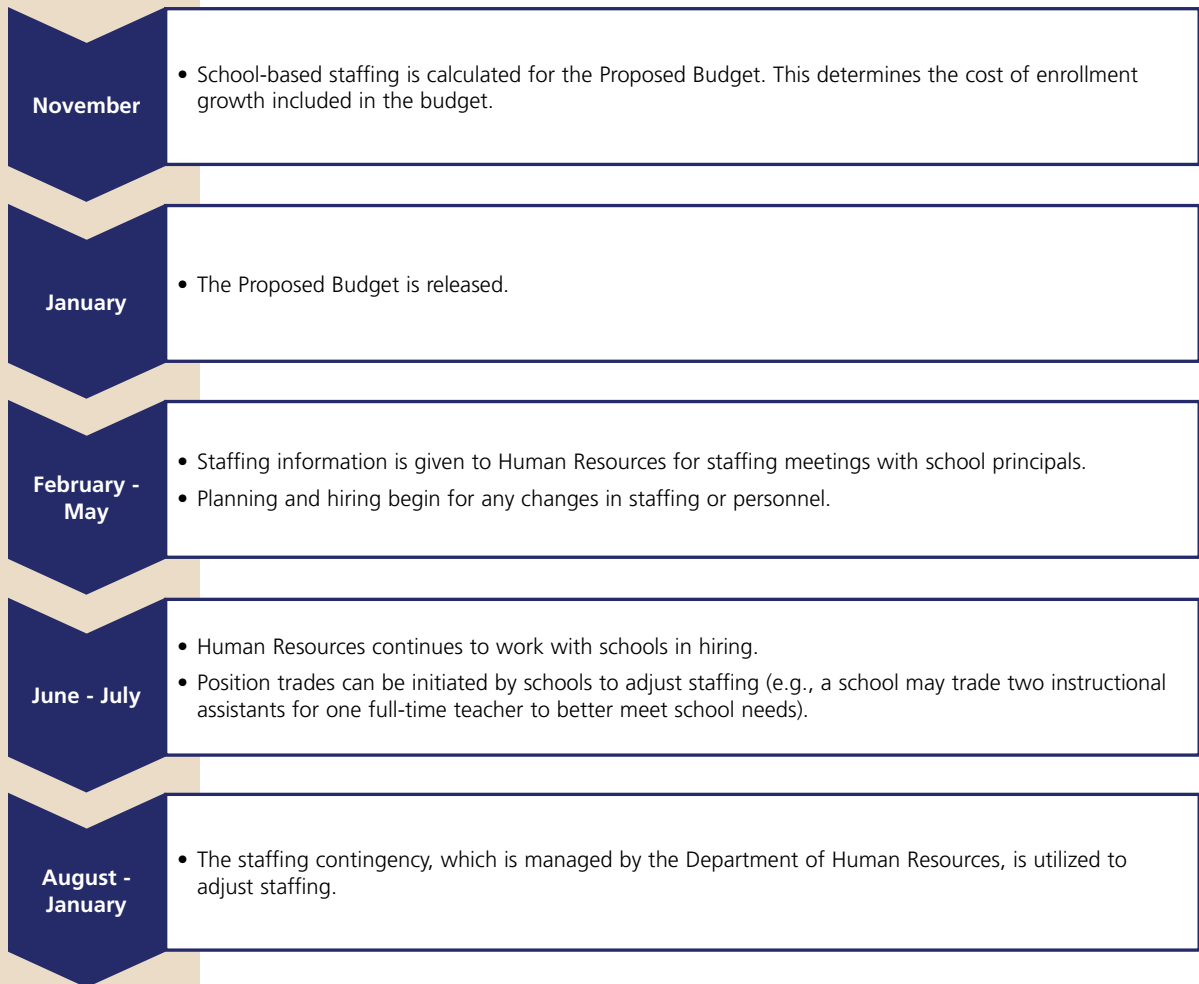 November
• School-based staffing is calculated for the Proposed Budget. This determines the cost of enrollment
growth included in the budget.
January
• The Proposed Budget is released.
February -
May
• Staffing information is given to Human Resources for staffing meetings with school principals.
• Planning and hiring begin for any changes in staffing or personnel.
June - July
• Human Resources continues to work with schools in hiring.
• Position trades can be initiated by schools to adjust staffing (e.g., a school may trade two instructional
assistants for one full-time teacher to better meet school needs).
August -
January
• The staffing contingency, which is managed by the Department of Human Resources, is utilized to
adjust staffing.